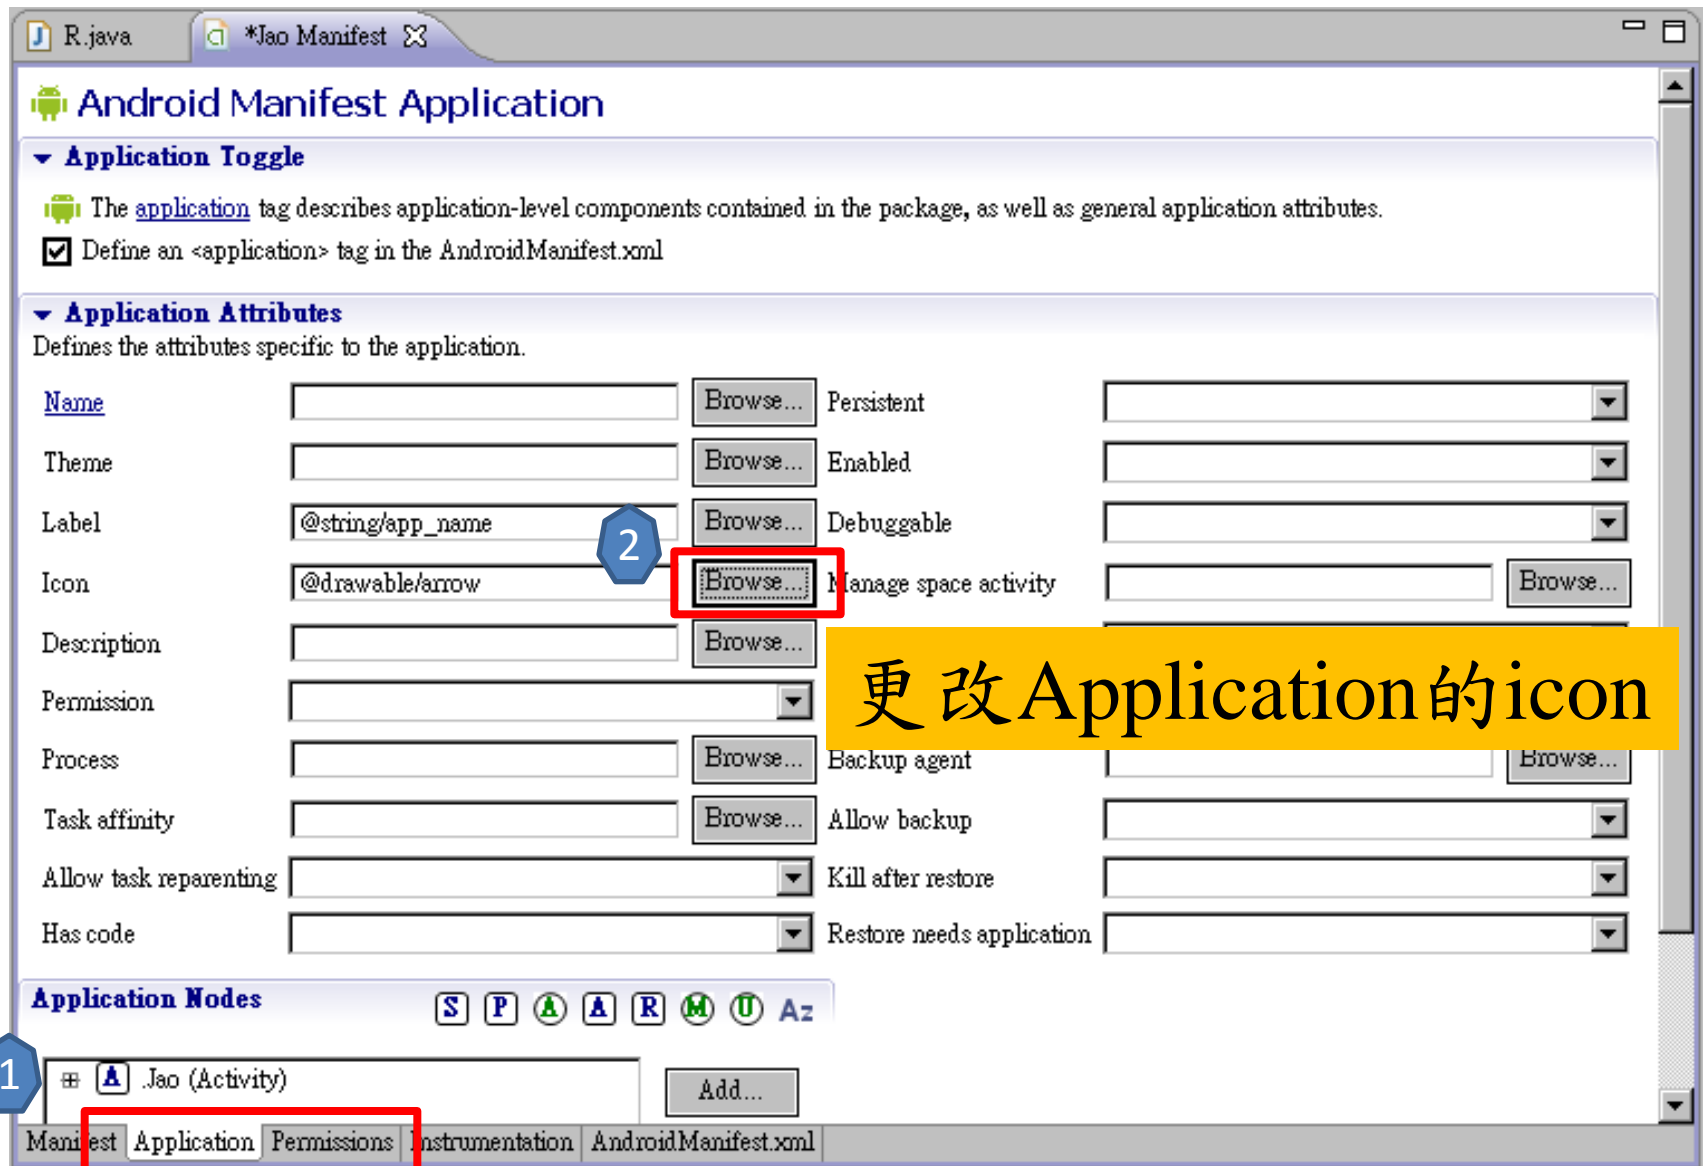 R.java
*Jao Manifest
Android Manifest Application
Application Toggle
The application tag describes application-level components contained in the package, as well as general application attributes.
Define an <application> tag in the AndroidManifest.xml
Application Attributes
Defines the attributes specific to the application.
Name Browse... Persistent
Theme Browse... Enabled
Label @string/app_name Browse... Debuggable
2
Icon @drawable/arrow Browse... Manage space activity Browse...
Description Browse...
更改Application的icon
Permission
Process Browse... Backup agent Browse...
Task affinity Browse... Allow backup
Allow task reparenting Kill after restore
Has code Restore needs application
Application Nodes S P A A R M U Az
1
A .Jao (Activity)
Add...
Manifest Application Permissions Instrumentation AndroidManifest.xml